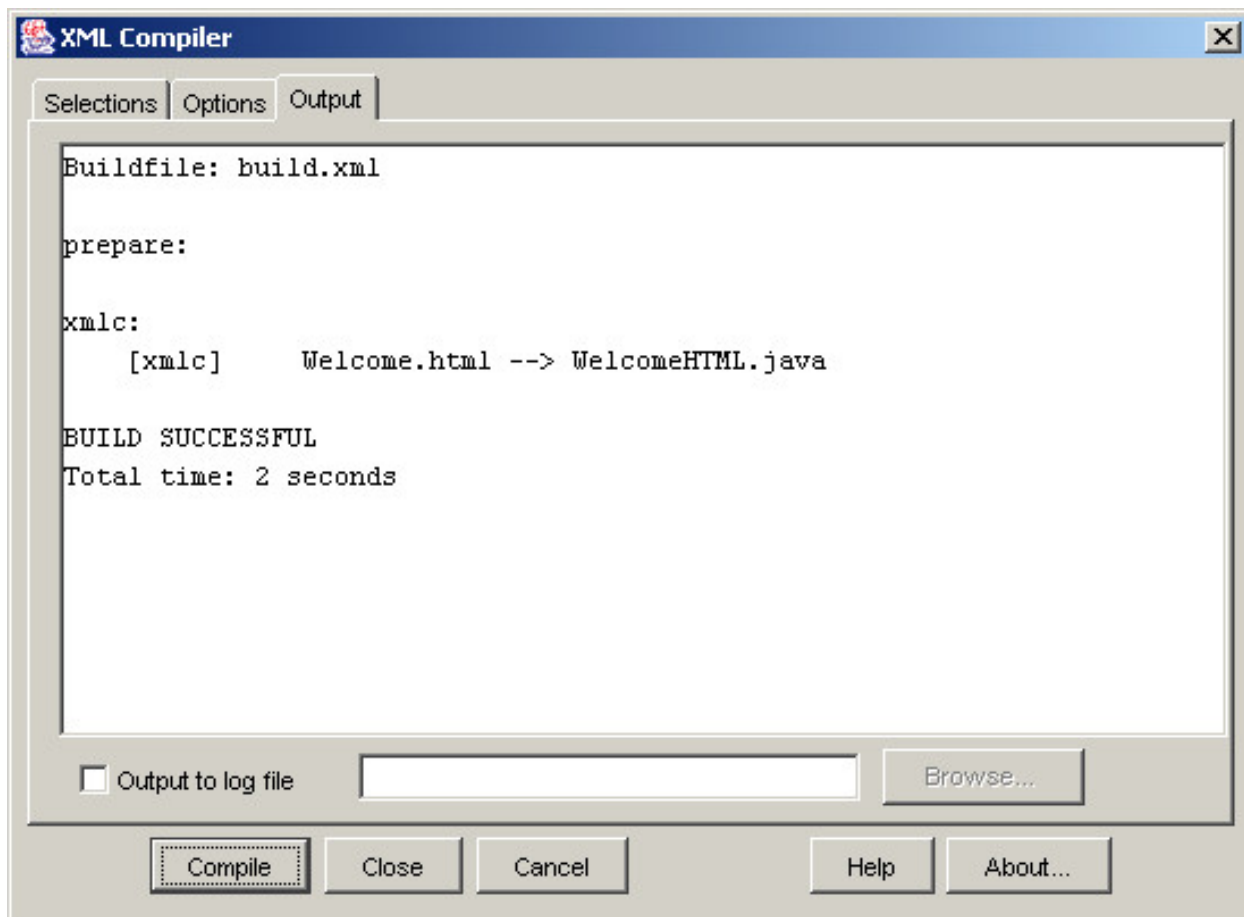 XML Compiler
Selections Options Output
Buildfile: build.xml
prepare:
xmlc:
[xmlc] Welcome.html --> WelcomeHTML.java
BUILD SUCCESSFUL
Total time: 2 seconds
Output to log file Browse...
Compile Close Cancel Help About...